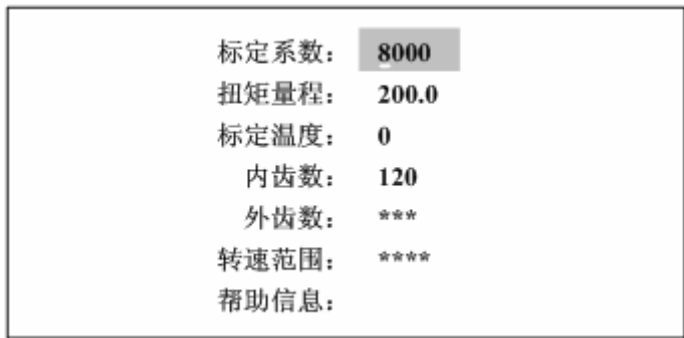 标定系数： 8000
扭矩量程： 200.0
标定温度： 0
内齿数： 120
外齿数： ***
转速范围： ****
帮助信息：